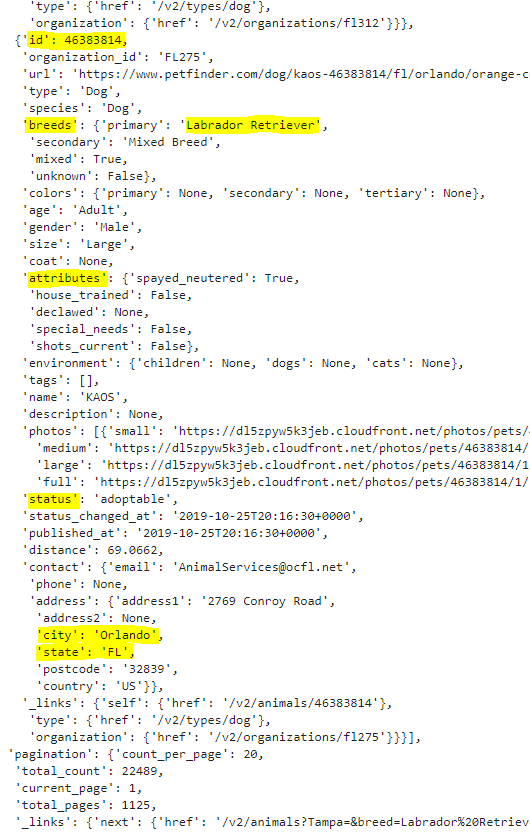 'type': {'href': '/v2/types/dog'},
'organization': {'href': '/v2/organizations/fl312'}}},
{'id': 46383814,
'organization_id': 'FL275',
'url': 'https://www.petfinder.com/dog/kaos-46383814/fl/orlando/orange-c
'type': 'Dog',
'species': 'Dog',
'breeds': {'primary': 'Labrador Retriever',
'secondary': 'Mixed Breed',
'mixed': True,
'unknown': False},
'colors': {'primary': None, 'secondary': None, 'tertiary': None},
'age': 'Adult',
'gender': 'Male',
'size': 'Large',
'coat': None,
'attributes': {'spayed_neutered': True,
'house_trained': False,
'declawed': None,
'special_needs': False,
'shots_current': False},
'environment': {'children': None, 'dogs': None, 'cats': None},
'tags': [],
'name': 'KAOS',
'description': None,
'photos': [{'small': 'https://dl5zpyw5k3jeb.cloudfront.net/photos/pets/4
'medium': 'https://dl5zpyw5k3jeb.cloudfront.net/photos/pets/46383814/
'large': 'https://dl5zpyw5k3jeb.cloudfront.net/photos/pets/46383814/1
'full': 'https://dl5zpyw5k3jeb.cloudfront.net/photos/pets/46383814/1/
'status': 'adoptable',
'status_changed_at': '2019-10-25T20:16:30+0000',
'published_at': '2019-10-25T20:16:30+0000',
'distance': 69.0662,
'contact': {'email': 'AnimalServices@ocfl.net',
'phone': None,
'address': {'address1': '2769 Conroy Road',
'address2': None,
'city': 'Orlando',
'state': 'FL',
'postcode': '32839',
'country': 'US'}},
'_links': {'self': {'href': '/v2/animals/46383814'},
'type': {'href': '/v2/types/dog'},
'organization': {'href': '/v2/organizations/fl275'}}}],
'pagination': {'count_per_page': 20,
'total_count': 22489,
'current_page': 1,
'total_pages': 1125,
'_links': {'next': {'href': '/v2/animals?Tampa=&breed=Labrador%20Retriev